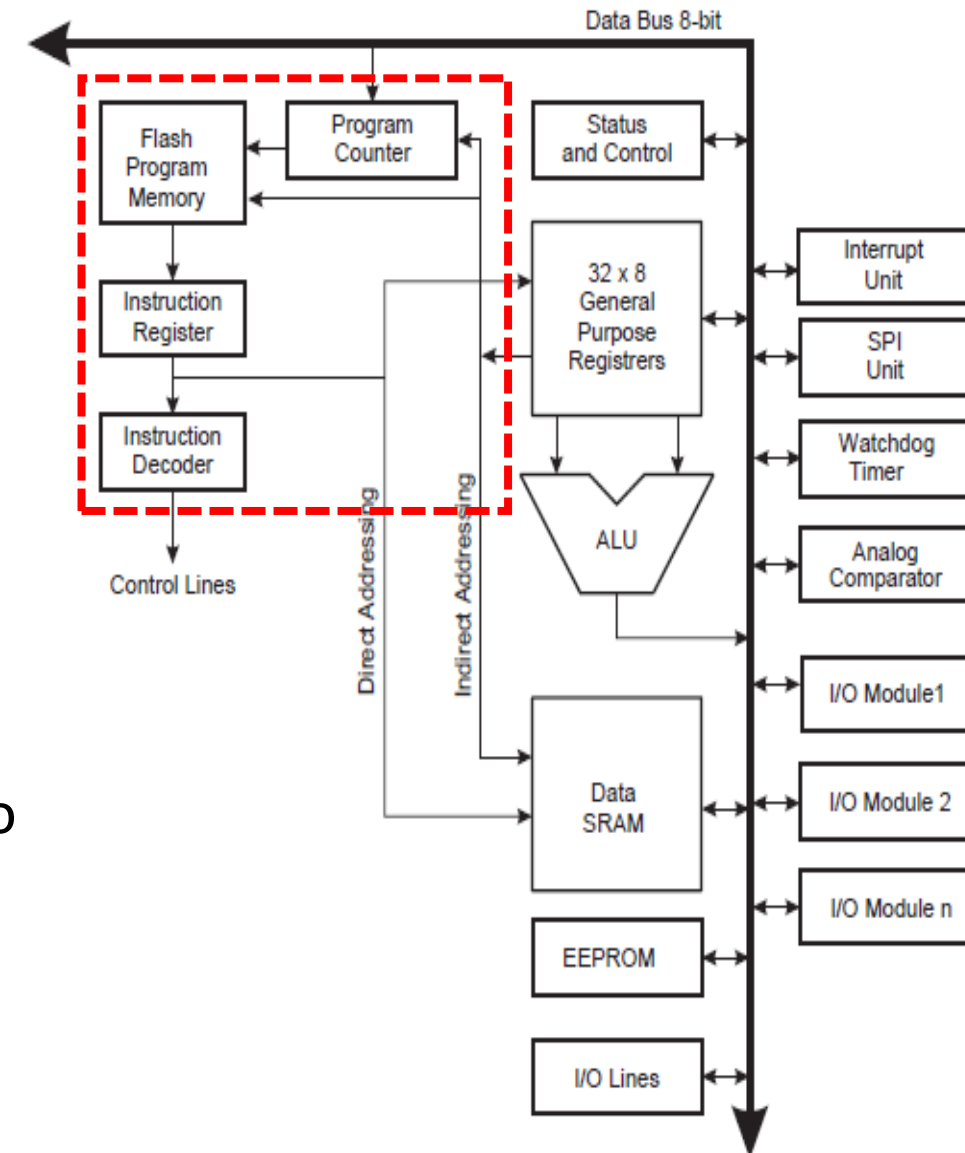 Data Bus 8-bit
Flash
Program
Memory
Program
Counter
Status
and Control
Instruction
Register
32 x 8
General
Purpose
Registrers
Interrupt
Unit
SPI
Unit
Instruction
Decoder
Watchdog
Timer
ALU
Analog
Comparator
Control Lines
Direct Addressing
Indirect Addressing
I/O Module1
Data
SRAM
I/O Module 2
o
I/O Module n
EEPROM
I/O Lines